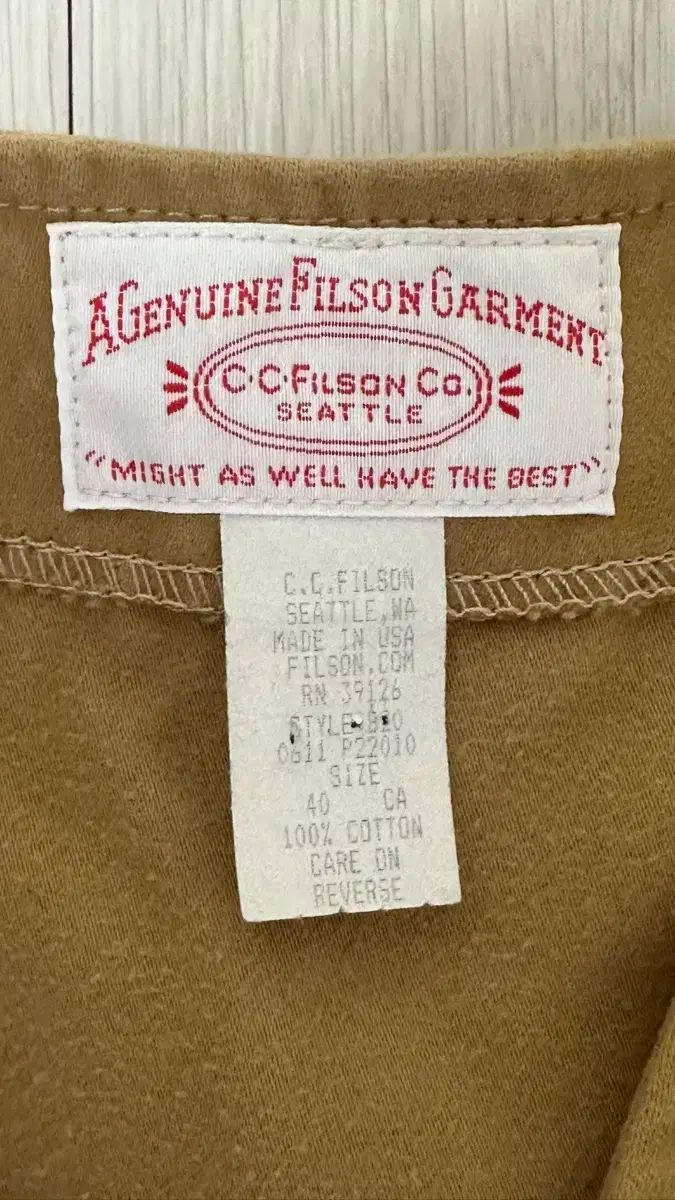 A GENUINE FILSON GARMENT
C·C·FILSON CO.
SEATTLE
"MIGHT AS WELL HAVE THE BEST"
C.C.FILSON
SEATTLE,WA
MADE IN USA
FILSON.COM
RN 39126
STYLE
0611 P22010
SIZE
40 CA
100% COTTON
CARE ON
REVERSE